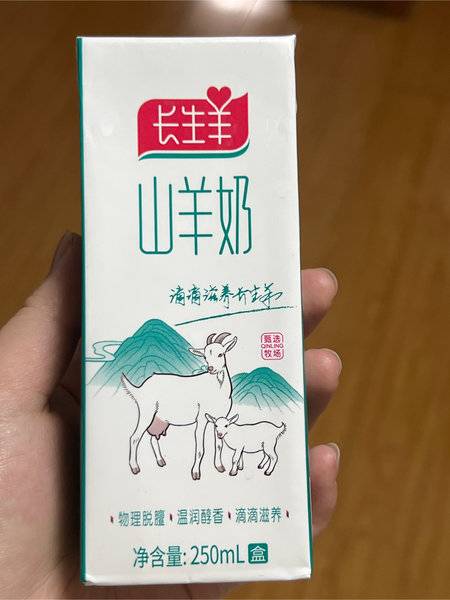 长生羊
山羊奶
滴滴滋养长生羊
甄选
QINLING
牧场
物理脱膻 · 温润醇香 · 滴滴滋养
净含量: 250mL 盒